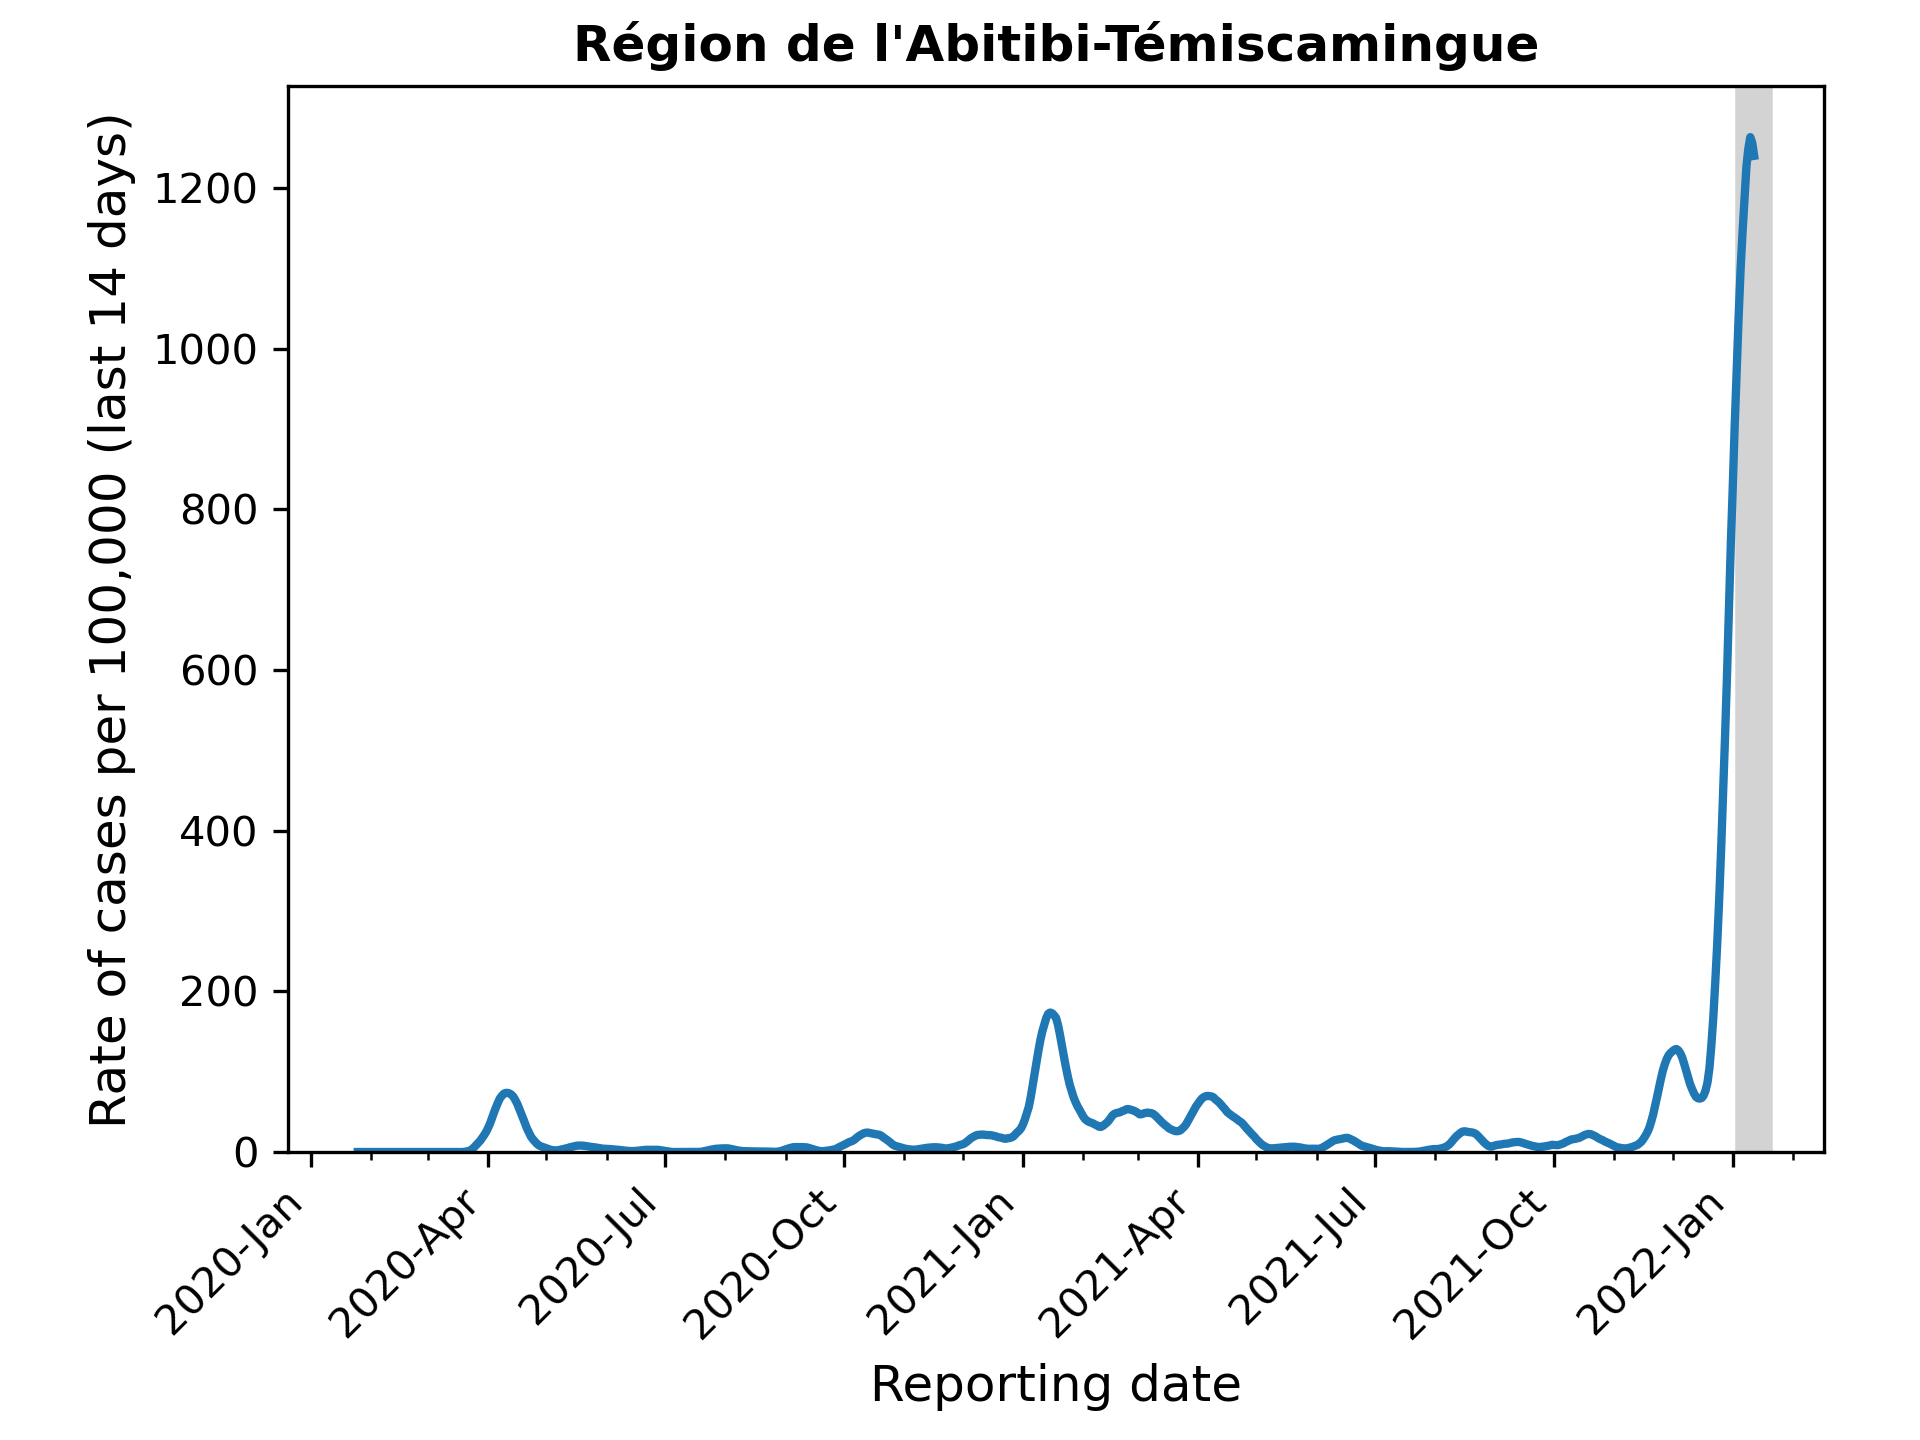 Région de l'Abitibi-Témiscamingue
Rate of cases per 100,000 (last 14 days)
1200
1000
800
600
400
200
0
2020-Jan
2020-Apr
2020-Jul
2020-Oct
2021-Jan
2021-Apr
2021-Jul
2021-Oct
2022-Jan
Reporting date